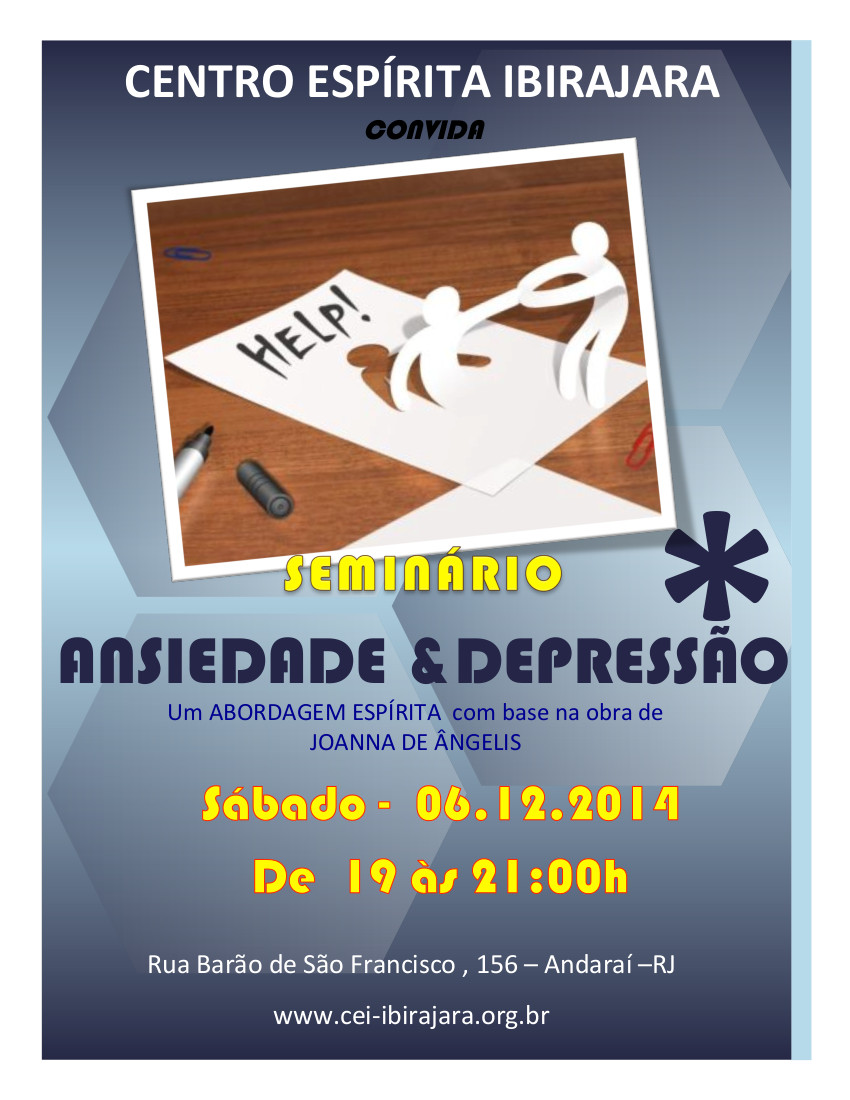 CENTRO ESPÍRITA IBIRAJARA
CONVIDA
HELP!
SEMINÁRIO
*
ANSIEDADE & DEPRESSÃO
Um ABORDAGEM ESPÍRITA com base na obra de
JOANNA DE ÂNGELIS
Sábado - 06.12.2014
De 19 às 21:00h
Rua Barão de São Francisco , 156 – Andaraí –RJ
www.cei-ibirajara.org.br